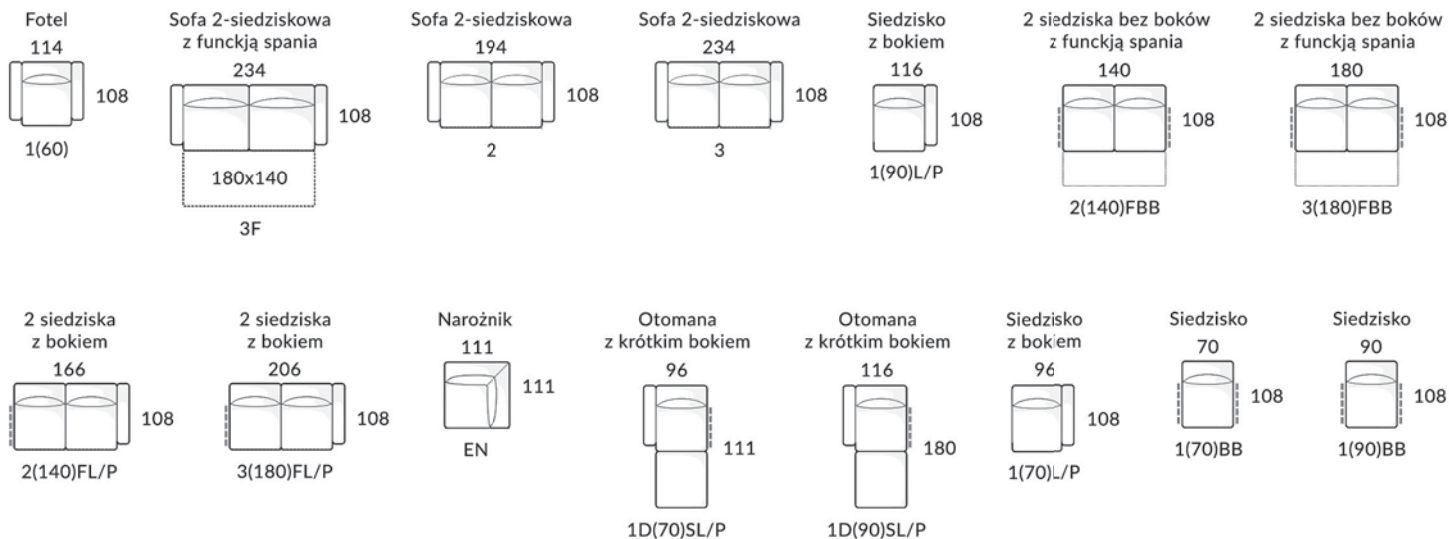 Fotel
114
108
1(60)
Sofa 2-siedziskowa
z funckją spania
234
108
180x140
3F
Sofa 2-siedziskowa
194
108
2
Sofa 2-siedziskowa
234
108
3
Siedzisko
z bokiem
116
108
1(90)L/P
2 siedziska bez boków
z funckją spania
140
108
2(140)FBB
2 siedziska bez boków
z funckją spania
180
108
3(180)FBB
2 siedziska
z bokiem
166
108
2(140)FL/P
2 siedziska
z bokiem
206
108
3(180)FL/P
Narożnik
111
111
EN
Otomana
z krótkim bokiem
96
111
1D(70)SL/P
Otomana
z krótkim bokiem
116
180
1D(90)SL/P
Siedzisko
z bokiem
96
108
1(70)L/P
Siedzisko
70
108
1(70)BB
Siedzisko
90
108
1(90)BB